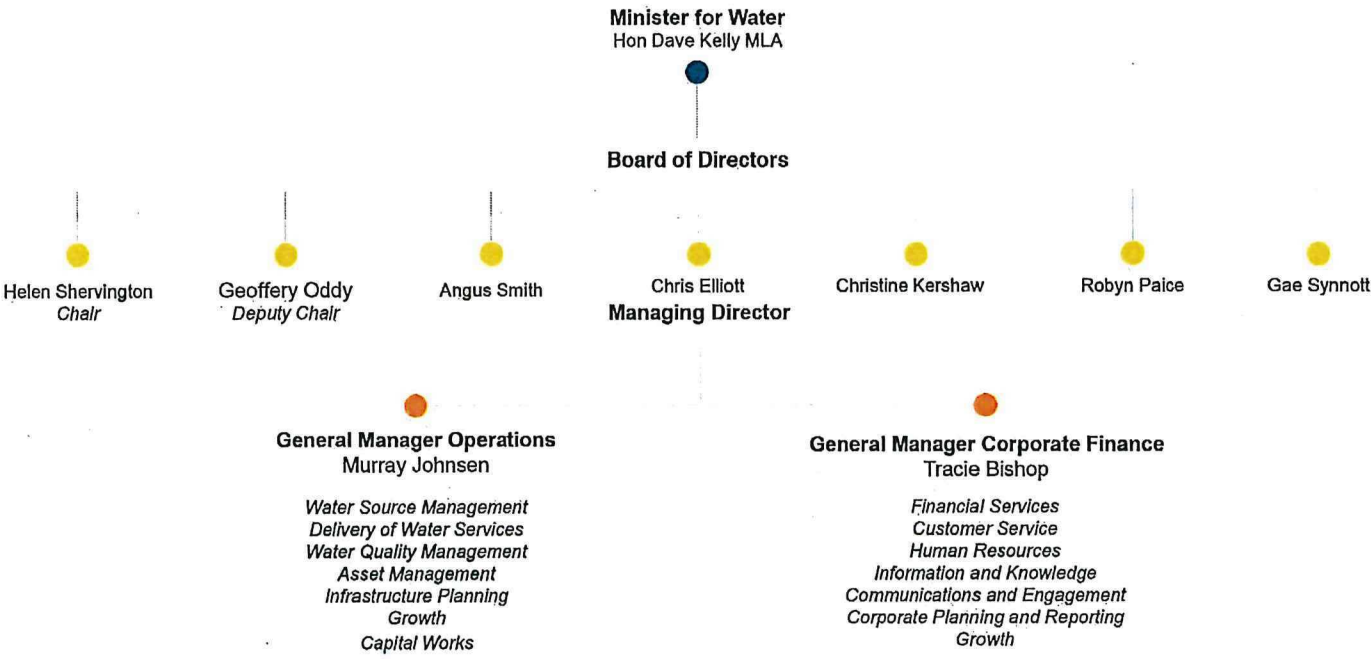 Minister for Water
Hon Dave Kelly MLA
Board of Directors
Helen Shervington
Chair
Geoffery Oddy
Deputy Chair
Angus Smith
Chris Elliott
Managing Director
Christine Kershaw
Robyn Paice
Gae Synnott
General Manager Operations
Murray Johnsen
Water Source Management
Delivery of Water Services
Water Quality Management
Asset Management
Infrastructure Planning
Growth
Capital Works
General Manager Corporate Finance
Tracie Bishop
Financial Services
Customer Service
Human Resources
Information and Knowledge
Communications and Engagement
Corporate Planning and Reporting
Growth